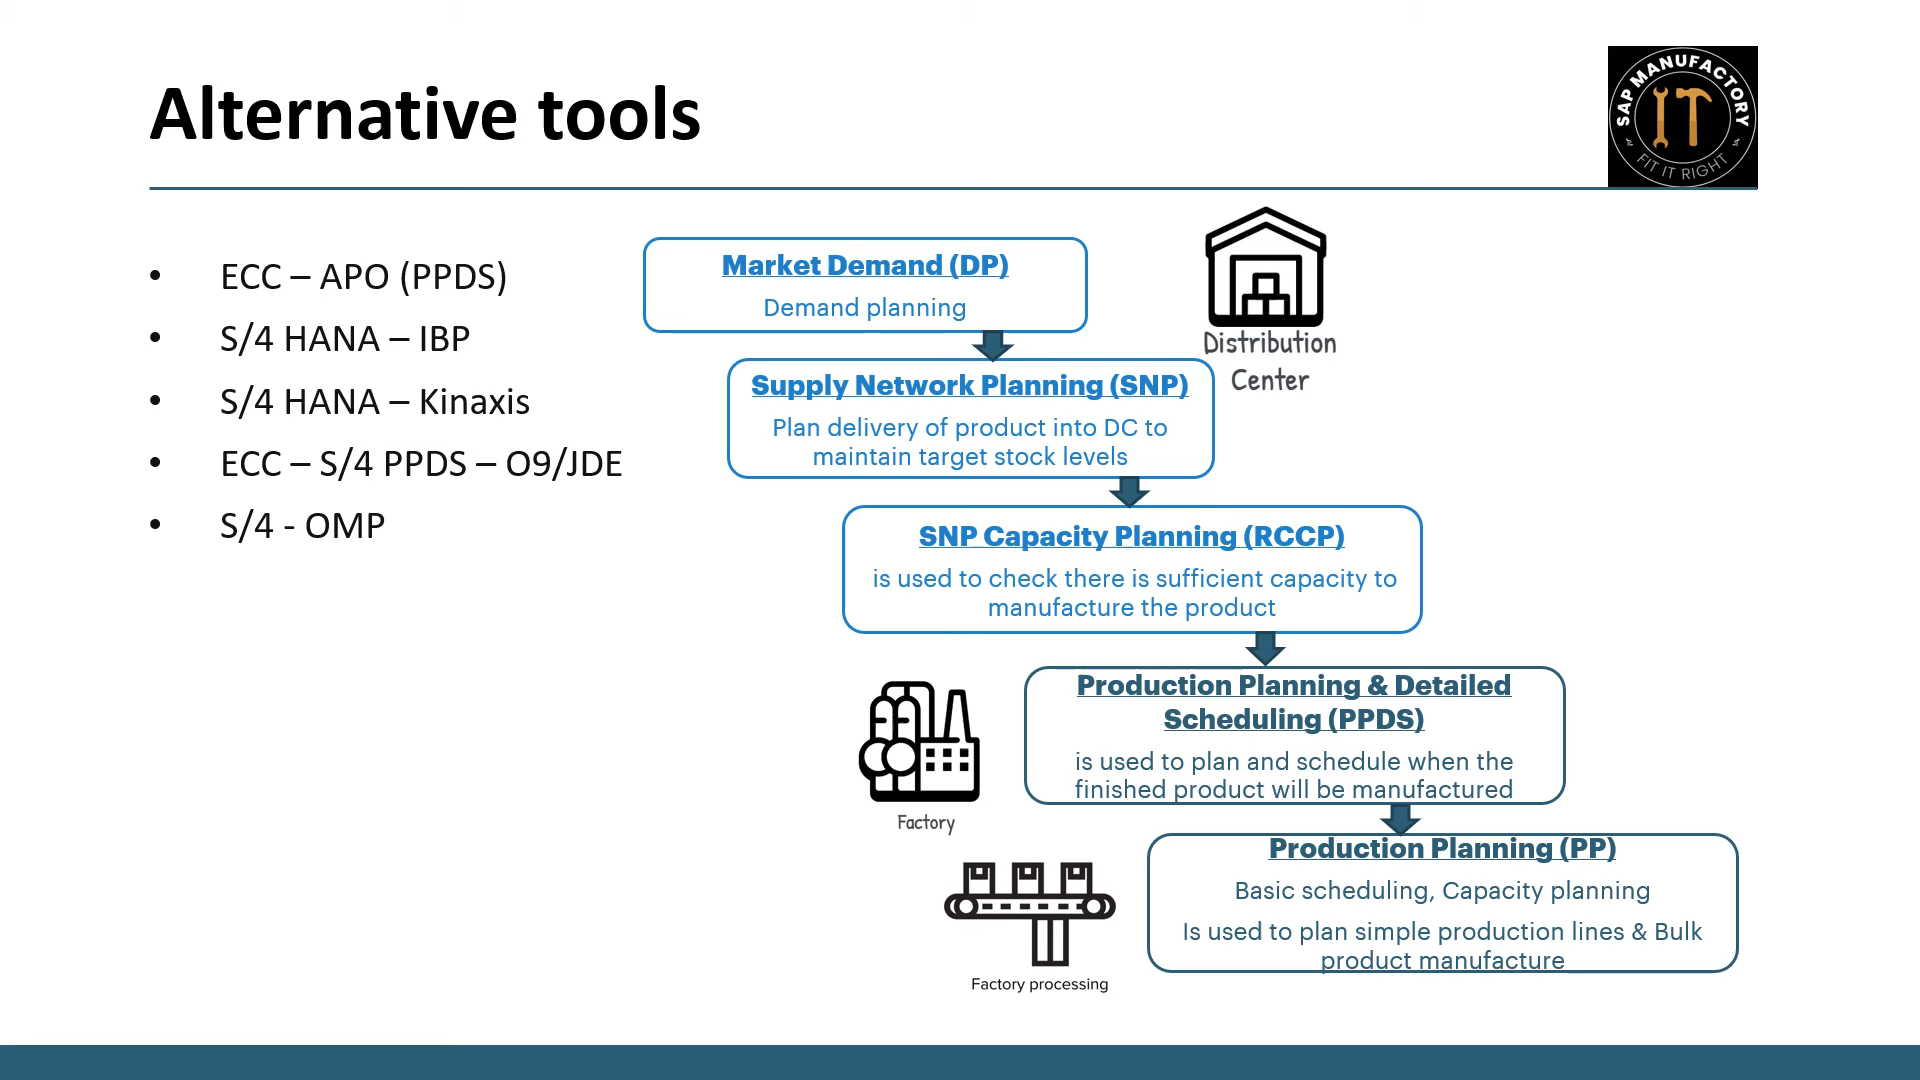 Alternative tools
SAP MANUFACTORY
IT
FIT IT RIGHT
• ECC – APO (PPDS)
• S/4 HANA – IBP
• S/4 HANA – Kinaxis
• ECC – S/4 PPDS – O9/JDE
• S/4 - OMP
Market Demand (DP)
Demand planning
Distribution
Center
Supply Network Planning (SNP)
Plan delivery of product into DC to
maintain target stock levels
SNP Capacity Planning (RCCP)
is used to check there is sufficient capacity to
manufacture the product
Production Planning & Detailed
Scheduling (PPDS)
is used to plan and schedule when the
finished product will be manufactured
Factory
Production Planning (PP)
Basic scheduling, Capacity planning
Is used to plan simple production lines & Bulk
product manufacture
Factory processing